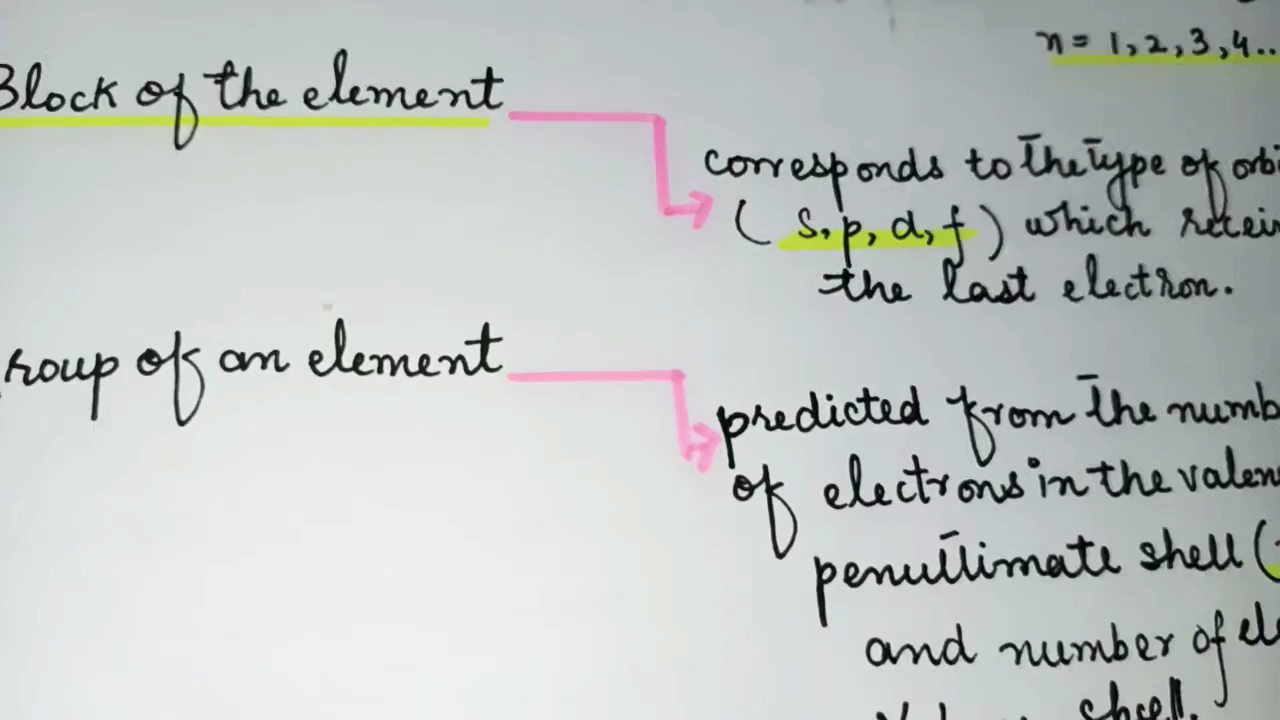 n = 1, 2, 3, 4..
Block of the element
corresponds to the type of
( s, p, d, f ) which
the last electron.
roup of an element
predicted from the
of electrons in the
penultimate shell (
and number of
shell.